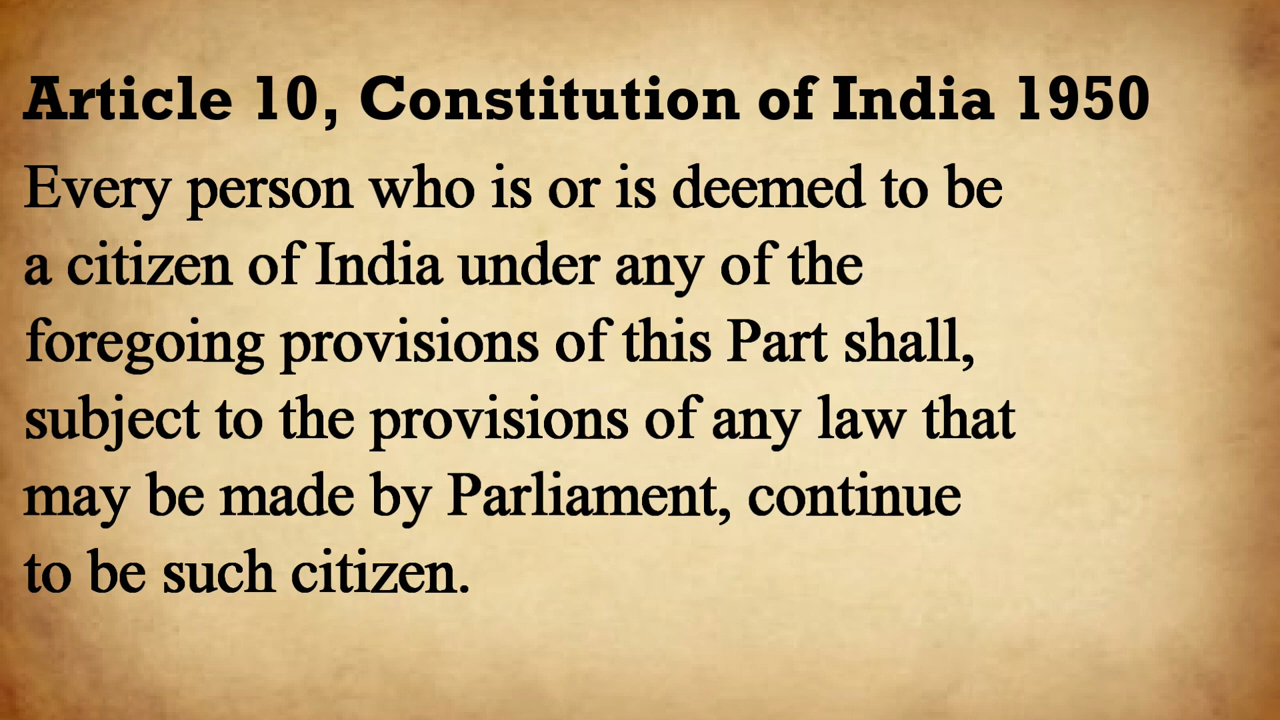 Article 10, Constitution of India 1950
Every person who is or is deemed to be
a citizen of India under any of the
foregoing provisions of this Part shall,
subject to the provisions of any law that
may be made by Parliament, continue
to be such citizen.